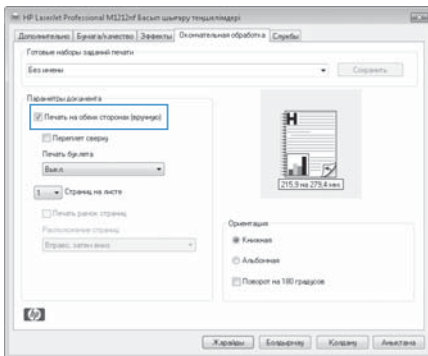 HP LaserJet Professional M1212nf Басып шығару теңшелімдері
Дополнительно Бумага/качество Эффекты Окончательная обработка Службы
Готовые наборы заданий печати
Без имени
Сохранить
Параметры документа
Печать на обеих сторонах (вручную)
Переплет сверху
Печать буклета
Выкл.
1 Страниц на листе
Печать рамок страниц
Расположение страниц
Вправо, затем вниз
215,9 на 279,4 мм
Ориентация
Книжная
Альбомная
Поворот на 180 градусов
hp
Жарайды Болдырмау Қолдану Анықтама